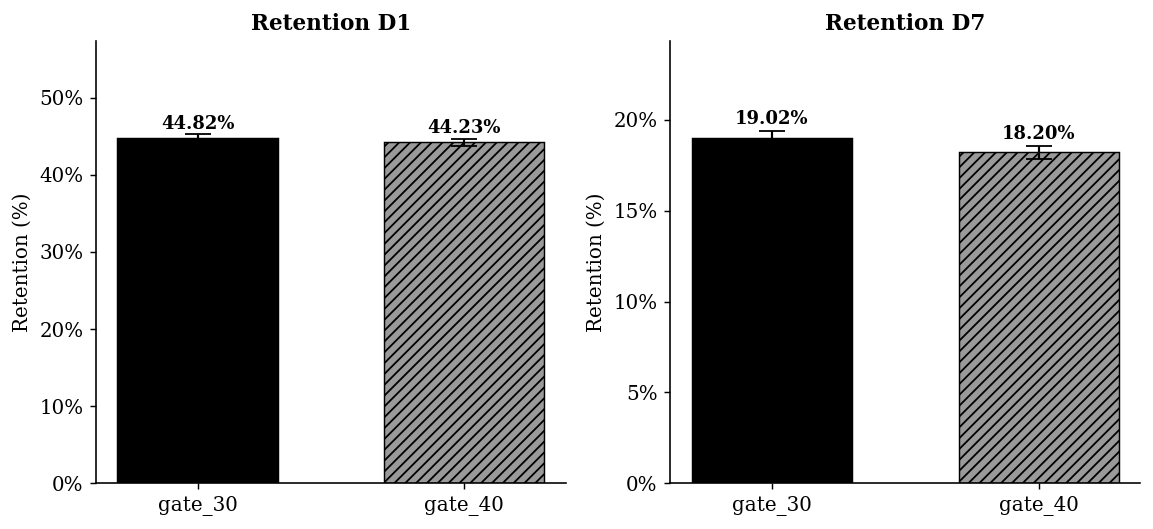 Retention D1
Retention (%)
50%
40%
30%
20%
10%
0%
44.82%
44.23%
gate_30
gate_40
Retention D7
Retention (%)
20%
15%
10%
5%
0%
19.02%
18.20%
gate_30
gate_40